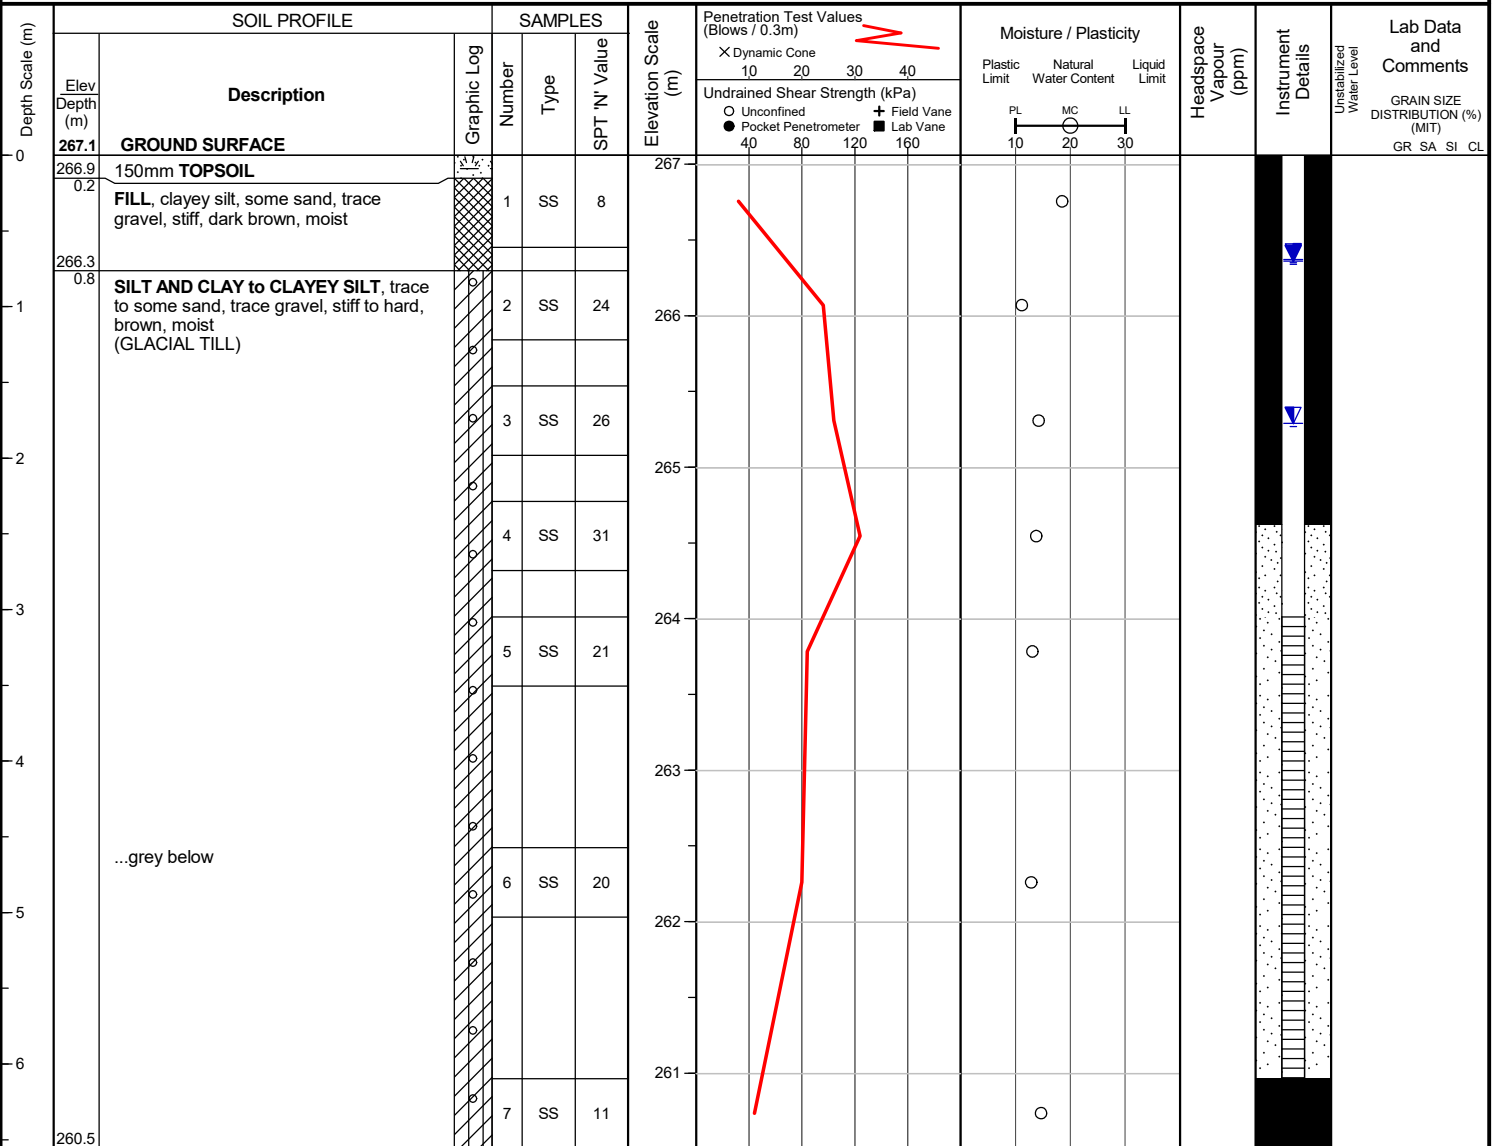 Depth Scale (m)
SOIL PROFILE
Elev
Depth
(m)
Description
Graphic Log
SAMPLES
Number
Type
SPT 'N' Value
Elevation Scale
(m)
Penetration Test Values
(Blows / 0.3m)
× Dynamic Cone
10 20 30 40
Undrained Shear Strength (kPa)
Unconfined + Field Vane
Pocket Penetrometer Lab Vane
40 80 120 160
Moisture / Plasticity
Plastic Natural Liquid
Limit Water Content Limit
PL MC LL
10 20 30
Headspace
Vapour
(ppm)
Instrument
Details
Unstabilized
Water Level
Lab Data
and
Comments
GRAIN SIZE
DISTRIBUTION (%)
(MIT)
GR SA SI CL
267.1 GROUND SURFACE
0
267
266.9 150mm TOPSOIL
0.2
FILL, clayey silt, some sand, trace
gravel, stiff, dark brown, moist
1 SS 8
266.3
0.8
SILT AND CLAY to CLAYEY SILT, trace
to some sand, trace gravel, stiff to hard,
brown, moist
(GLACIAL TILL)
1
2 SS 24
266
3 SS 26
2
265
4 SS 31
3
264
5 SS 21
4
263
...grey below
6 SS 20
5
262
6
261
7 SS 11
260.5